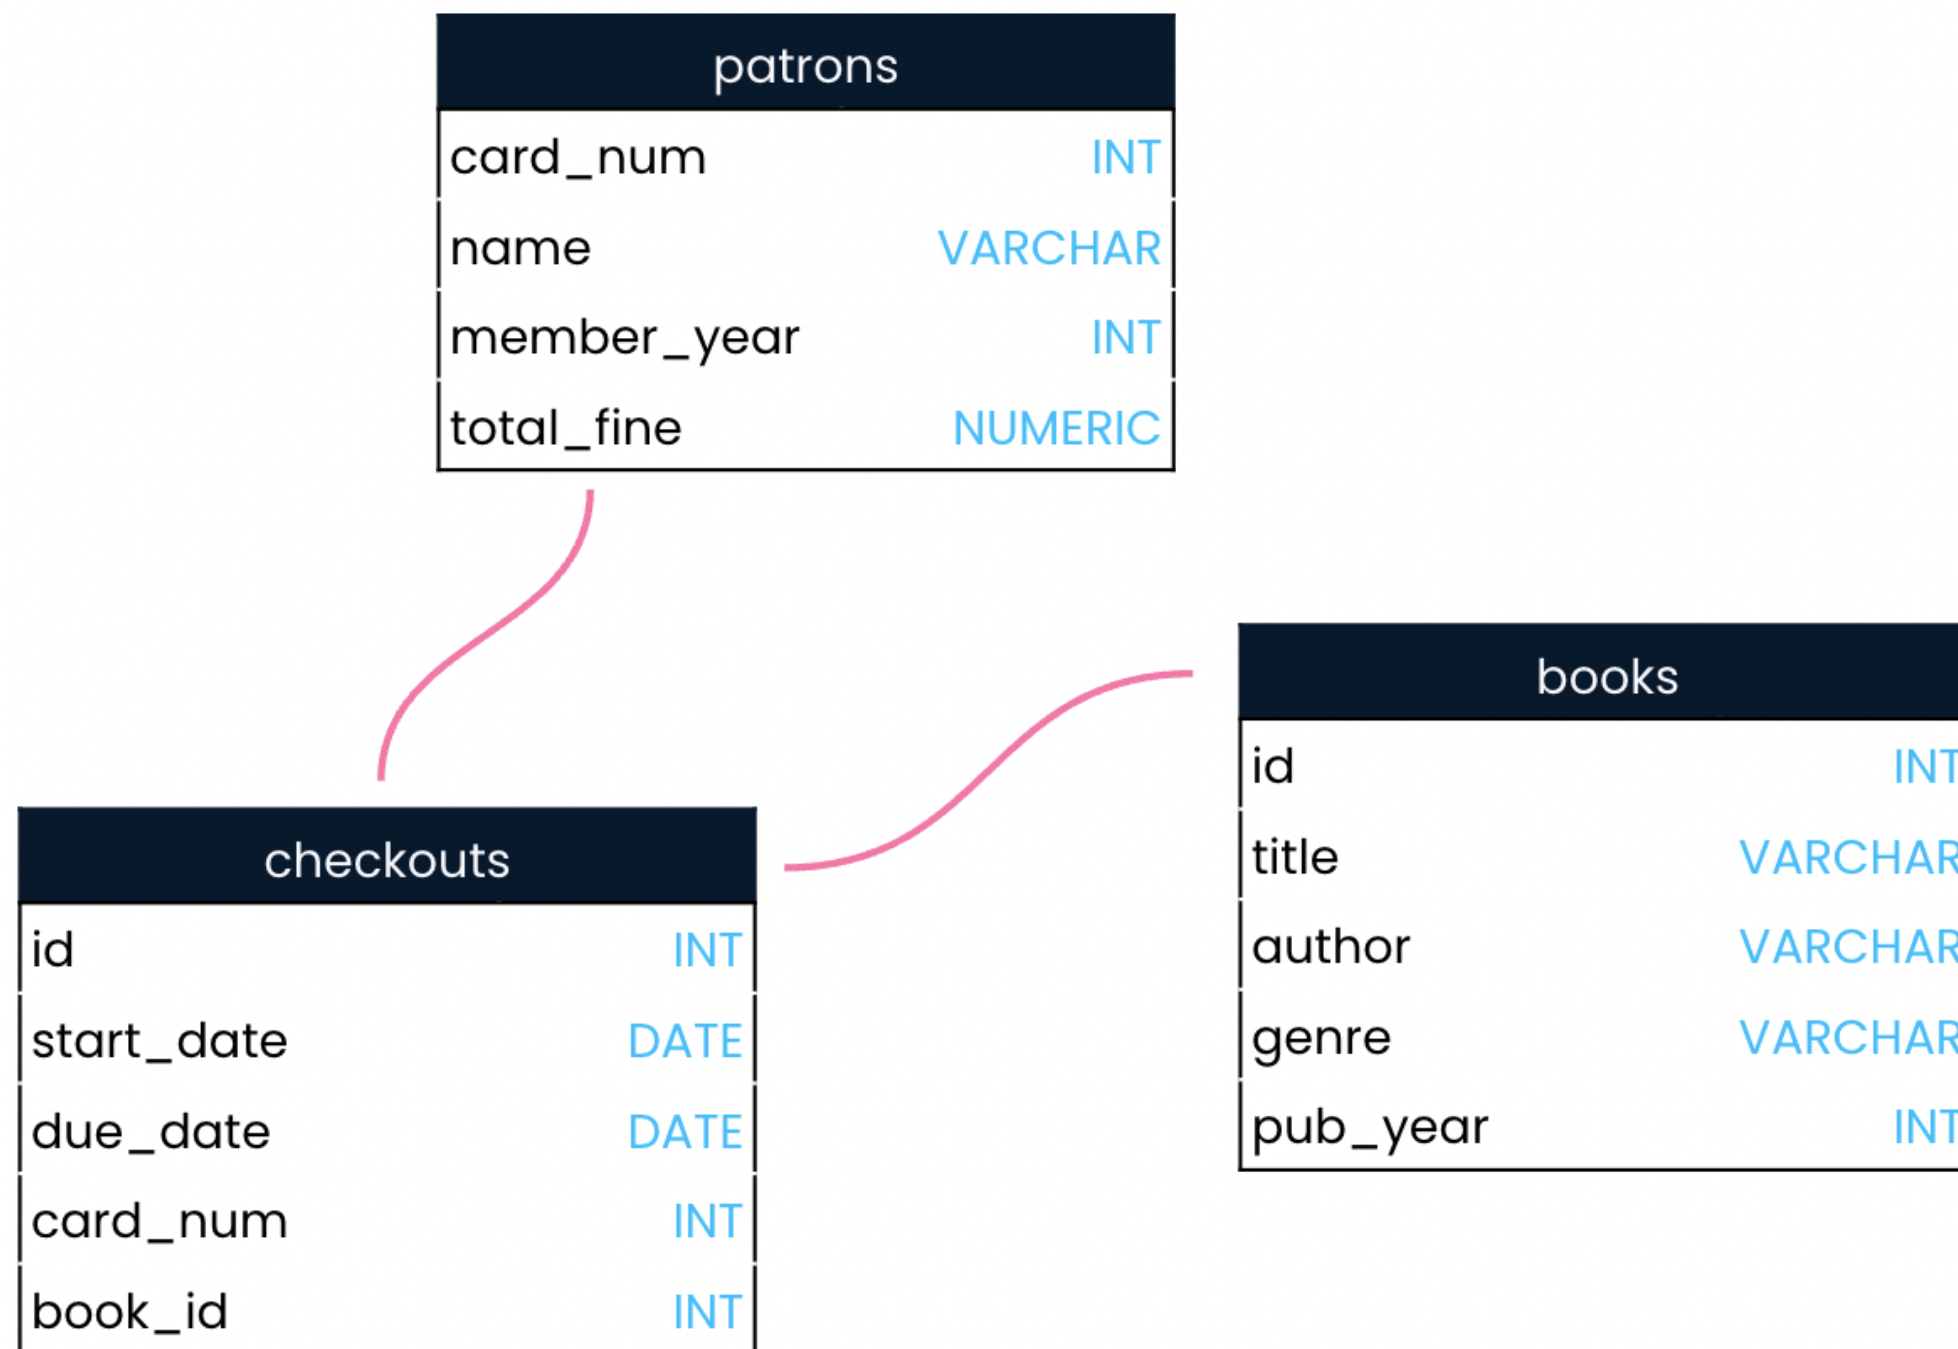 patrons
card_num INT
name VARCHAR
member_year INT
total_fine NUMERIC
checkouts
id INT
start_date DATE
due_date DATE
card_num INT
book_id INT
books
id INT
title VARCHAR
author VARCHAR
genre VARCHAR
pub_year INT